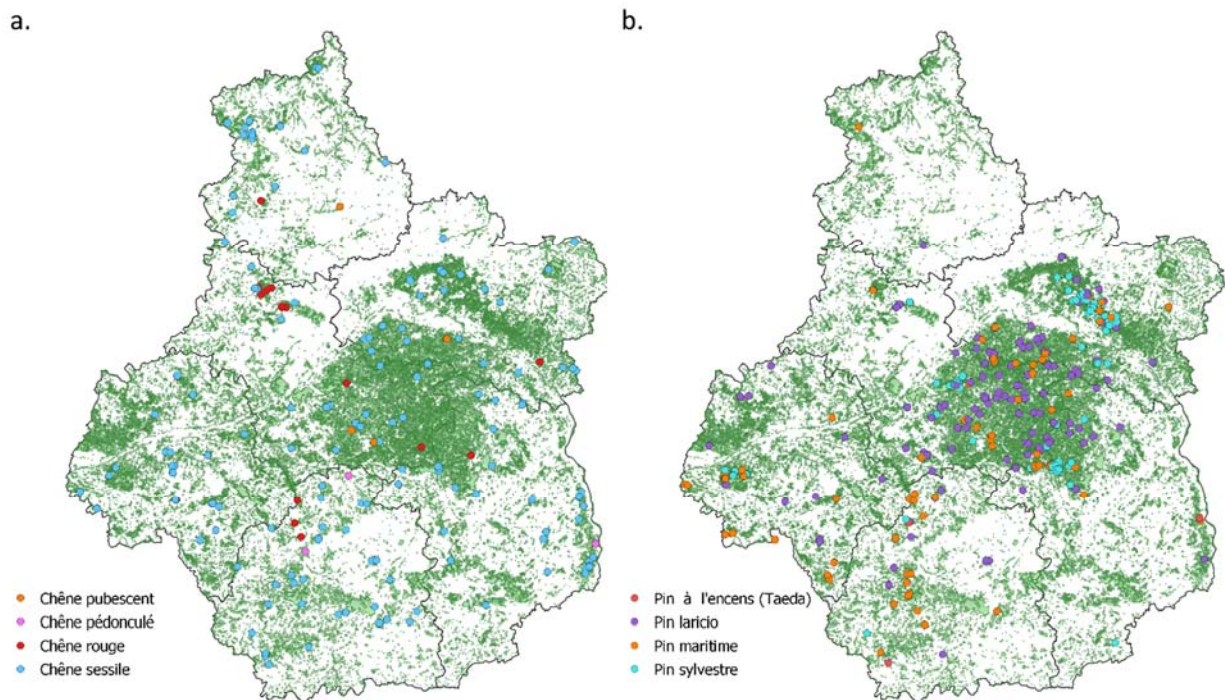 a.
Chêne pubescent
Chêne pédonculé
Chêne rouge
Chêne sessile
b.
Pin à l'encens (Taeda)
Pin laricio
Pin maritime
Pin sylvestre